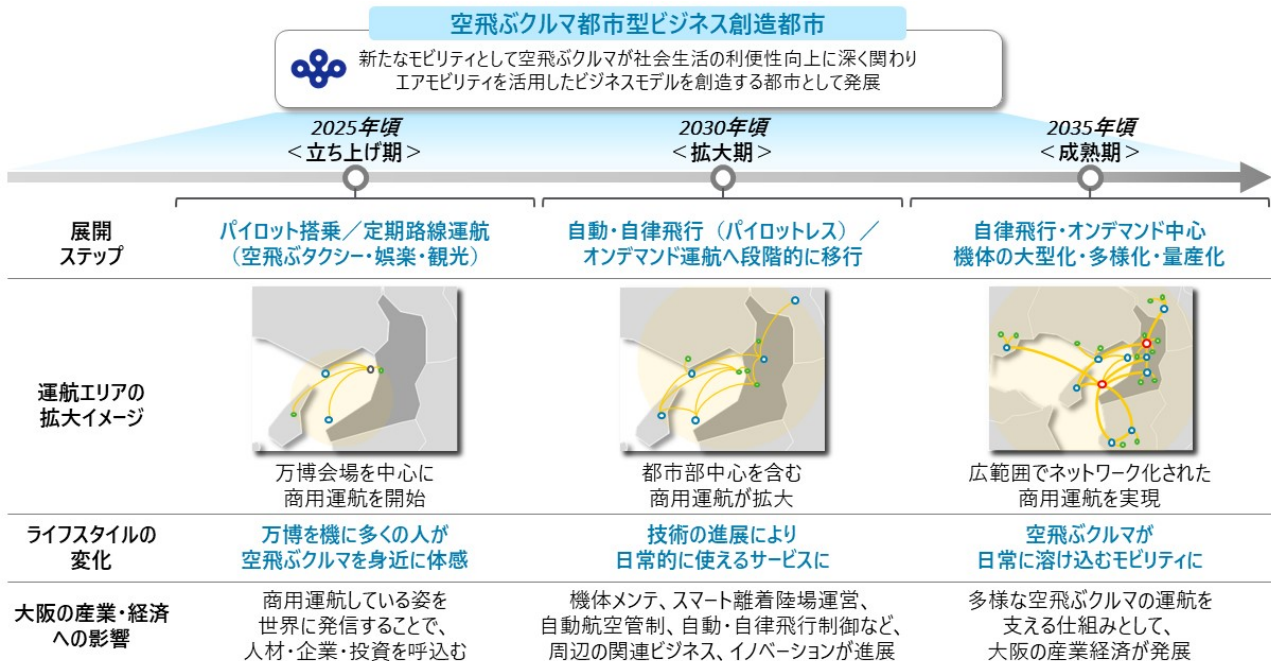 空飛ぶクルマ都市型ビジネス創造都市
新たなモビリティとして空飛ぶクルマが社会生活の利便性向上に深く関わり
エアモビリティを活用したビジネスモデルを創造する都市として発展
2025年頃
＜立ち上げ期＞
2030年頃
＜拡大期＞
2035年頃
＜成熟期＞
展開
ステップ
パイロット搭乗／定期路線運航
（空飛ぶタクシー・娯楽・観光）
自動・自律飛行（パイロットレス）／
オンデマンド運航へ段階的に移行
自律飛行・オンデマンド中心
機体の大型化・多様化・量産化
運航エリアの
拡大イメージ
万博会場を中心に
商用運航を開始
都市部中心を含む
商用運航が拡大
広範囲でネットワーク化された
商用運航を実現
ライフスタイルの
変化
万博を機に多くの人が
空飛ぶクルマを身近に体感
技術の進展により
日常的に使えるサービスに
空飛ぶクルマが
日常に溶け込むモビリティに
大阪の産業・経済
への影響
商用運航している姿を
世界に発信することで、
人材・企業・投資を呼込む
機体メンテ、スマート離着陸場運営、
自動航空管制、自動・自律飛行制御など、
周辺の関連ビジネス、イノベーションが進展
多様な空飛ぶクルマの運航を
支える仕組みとして、
大阪の産業経済が発展